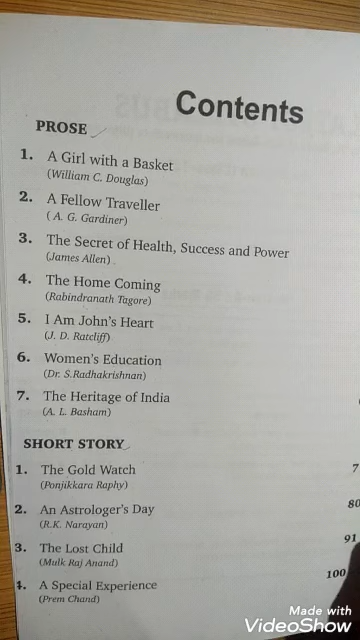 Contents
PROSE
1. A Girl with a Basket
(William C. Douglas)
2. A Fellow Traveller
( A. G. Gardiner)
3. The Secret of Health, Success and Power
(James Allen)
4. The Home Coming
(Rabindranath Tagore)
5. I Am John's Heart
(J. D. Ratcliff)
6. Women's Education
(Dr. S.Radhakrishnan)
7. The Heritage of India
(A. L. Basham)
SHORT STORY
1. The Gold Watch 7
(Ponjikkara Raphy)
2. An Astrologer's Day 80
(R.K. Narayan)
3. The Lost Child 91
(Mulk Raj Anand)
4. A Special Experience 100
(Prem Chand)
Made with
VideoShow